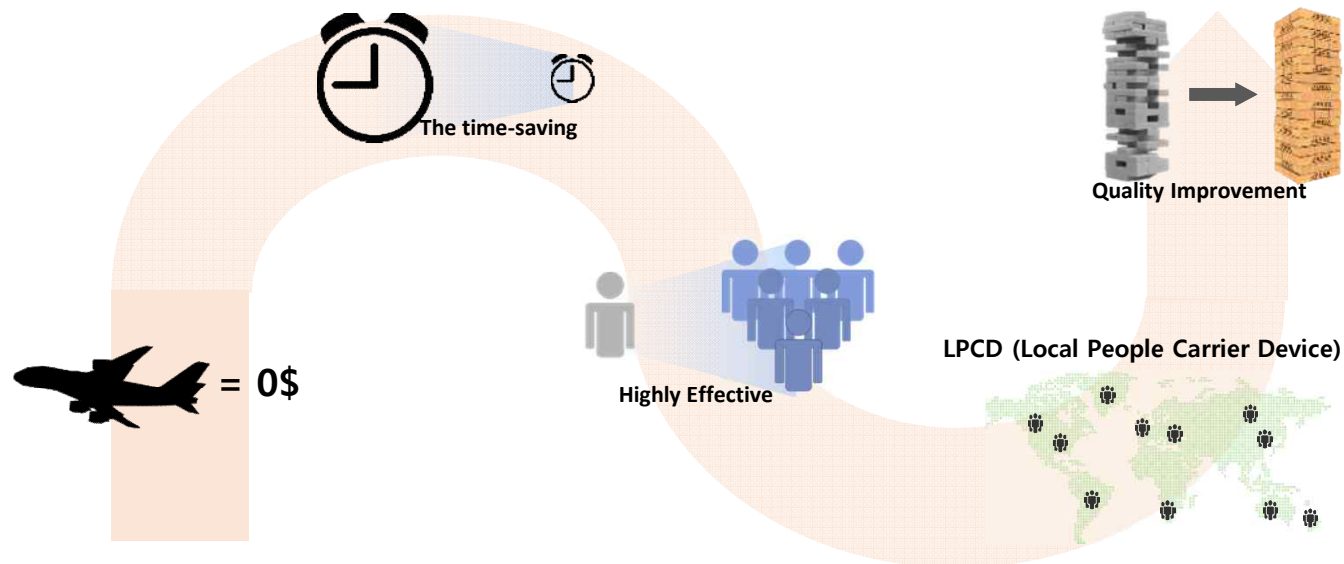 = 0$
The time-saving
Highly Effective
LPCD (Local People Carrier Device)
Quality Improvement